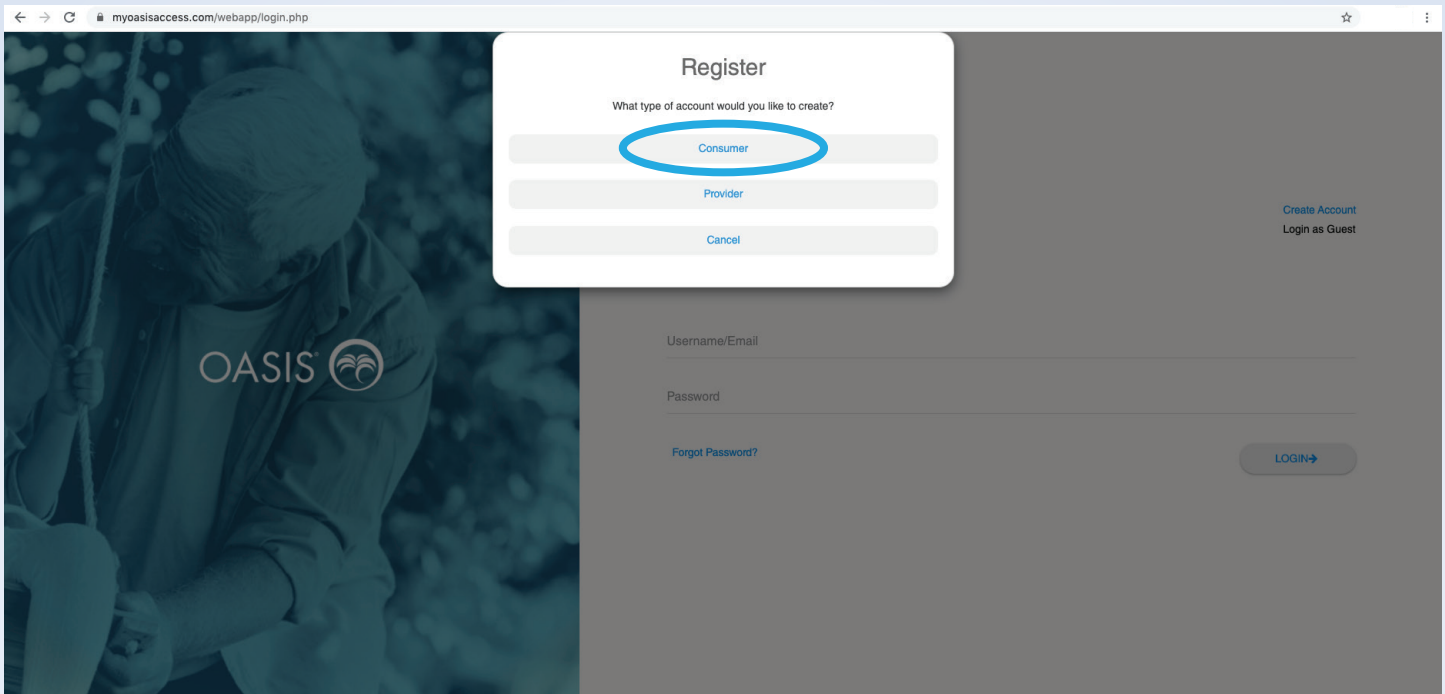 myoasisaccess.com/webapp/login.php
Register
What type of account would you like to create?
Consumer
Provider
Cancel
Create Account
Login as Guest
OASIS
Username/Email
Password
Forgot Password?
LOGIN→